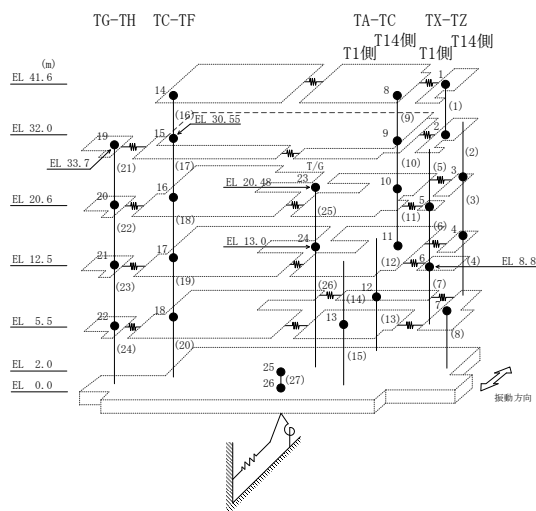 TG-TH TC-TF TA-TC TX-TZ
T1側 T14側 T1側 T14側
(m)
EL 41.6
14 8 1
(16) (9) (1)
EL 30.55
EL 32.0
19 15 9 2
EL 33.7
(21) (17) (10) (2)
T/G
EL 20.48
23
16 10 (5) 3
EL 20.6
20 (25) (11) 5 (3)
(22) (18)
EL 13.0
24 11 (6) 4
EL 12.5
21 17 (12) 6 (4) EL 8.8
(23) (19) (26) (14) 12 (7)
EL 5.5
22 18 13 (13) 7
(24) (20) (15) (8)
EL 2.0
25
EL 0.0
26 (27)
振動方向